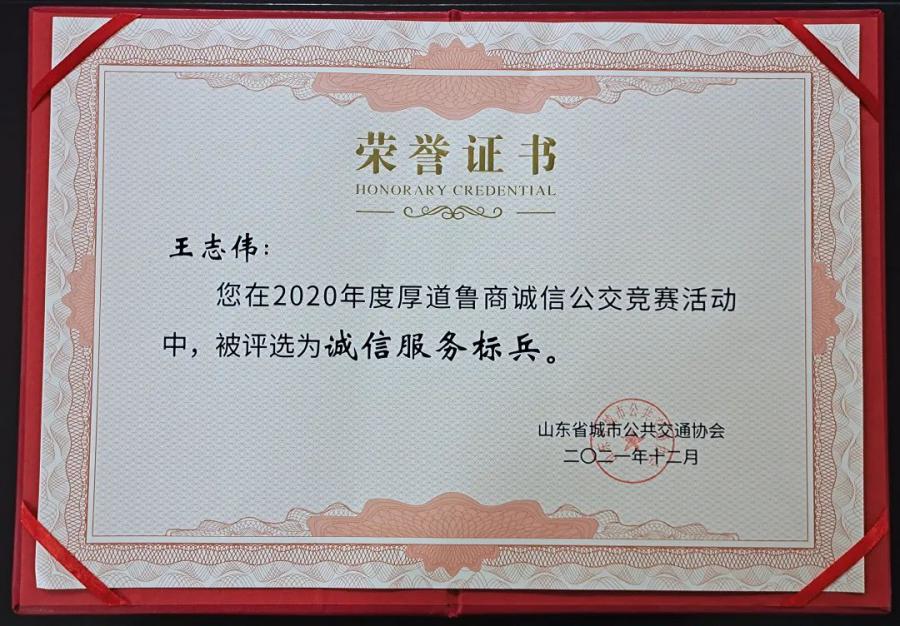 荣誉证书
HONORARY CREDENTIAL
王志伟：
您在2020年度厚道鲁商诚信公交竞赛活动
中，被评选为诚信服务标兵。
山东省城市公共交通协会
二〇二一年十二月